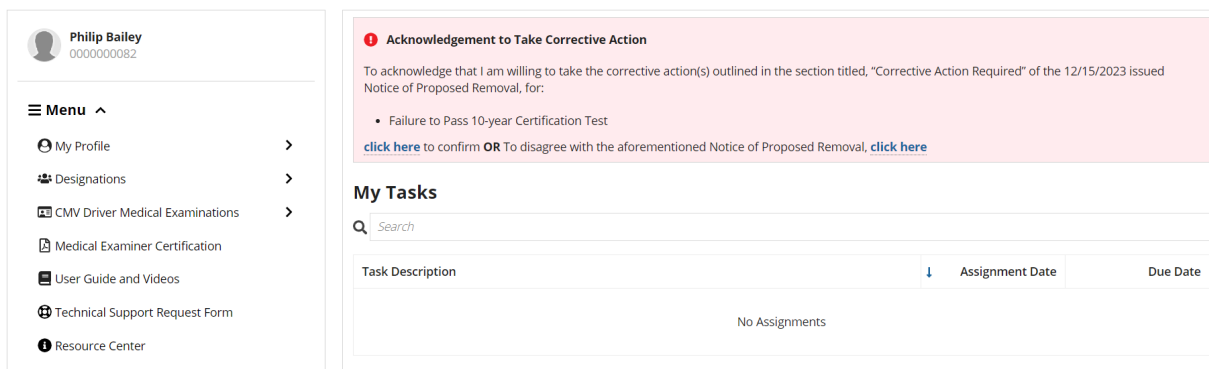 Philip Bailey
0000000082
Menu
My Profile
Designations
CMV Driver Medical Examinations
Medical Examiner Certification
User Guide and Videos
Technical Support Request Form
Resource Center
Acknowledgement to Take Corrective Action
To acknowledge that I am willing to take the corrective action(s) outlined in the section titled, “Corrective Action Required” of the 12/15/2023 issued
Notice of Proposed Removal, for:
• Failure to Pass 10-year Certification Test
click here to confirm OR To disagree with the aforementioned Notice of Proposed Removal, click here
My Tasks
Search
Task Description ↓ Assignment Date Due Date
No Assignments